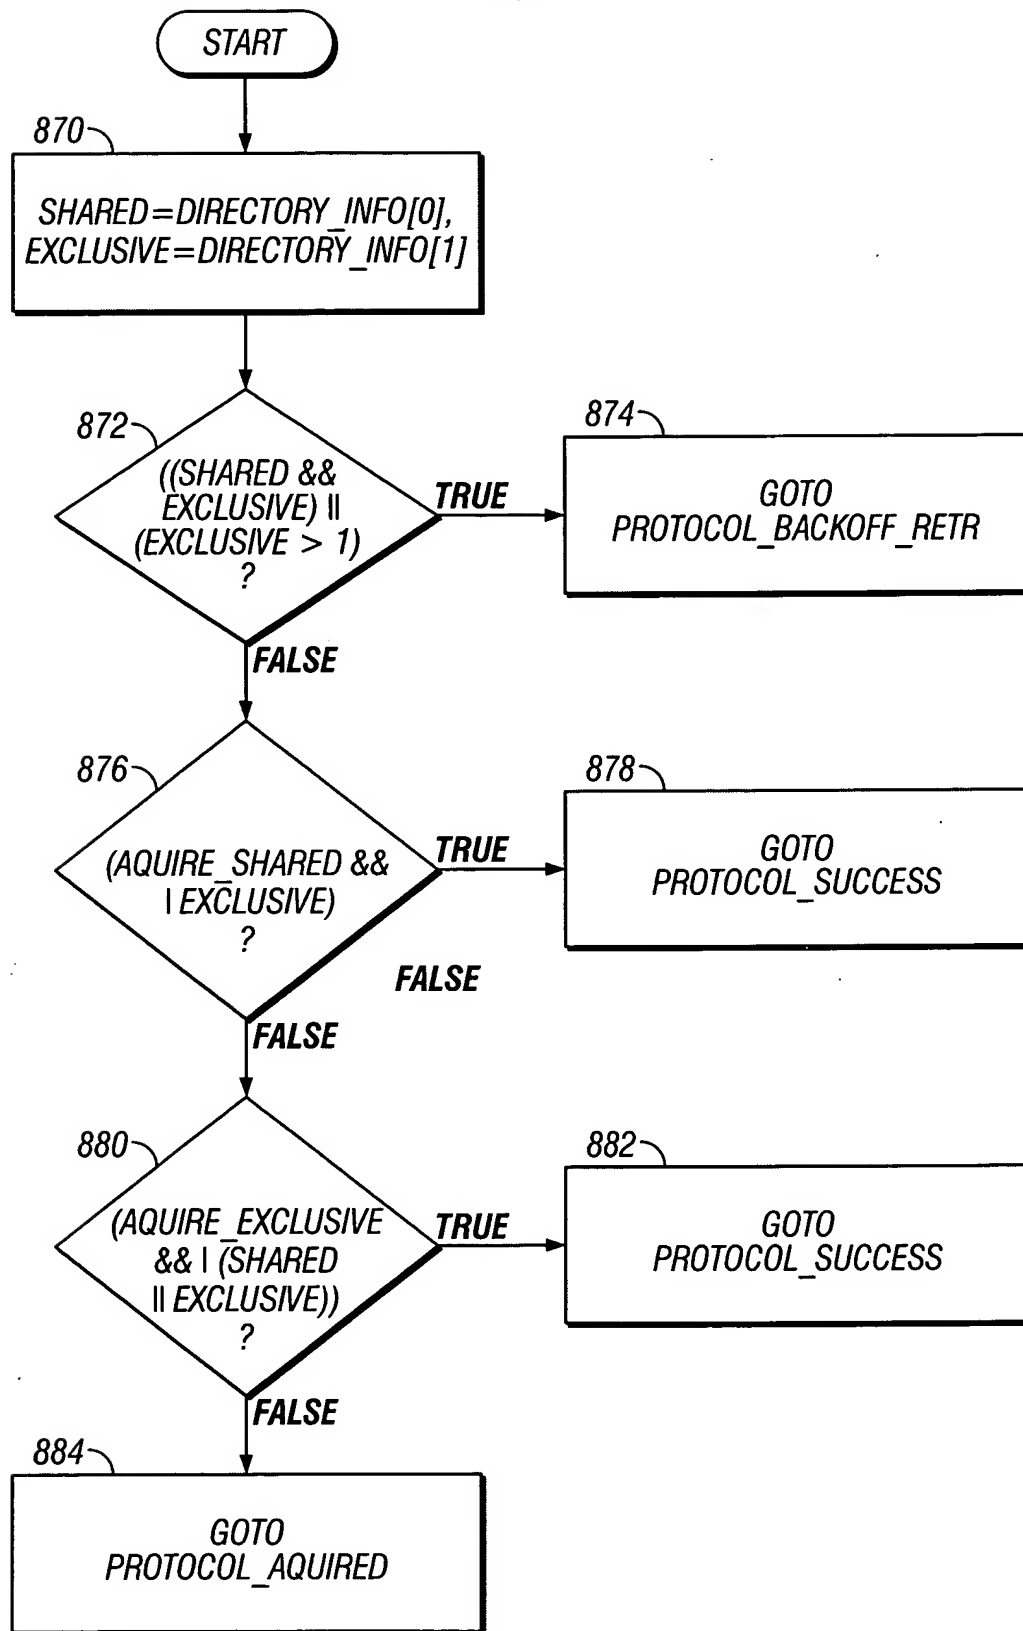 START
870
SHARED=DIRECTORY_INFO[0],
EXCLUSIVE=DIRECTORY_INFO[1]
872
((SHARED &&
EXCLUSIVE) ||
(EXCLUSIVE > 1)
?
TRUE
874
GOTO
PROTOCOL_BACKOFF_RETR
FALSE
876
(AQUIRE_SHARED &&
| EXCLUSIVE)
?
TRUE
878
GOTO
PROTOCOL_SUCCESS
FALSE
FALSE
880
(AQUIRE_EXCLUSIVE
&& | (SHARED
|| EXCLUSIVE))
?
TRUE
882
GOTO
PROTOCOL_SUCCESS
FALSE
884
GOTO
PROTOCOL_AQUIRED